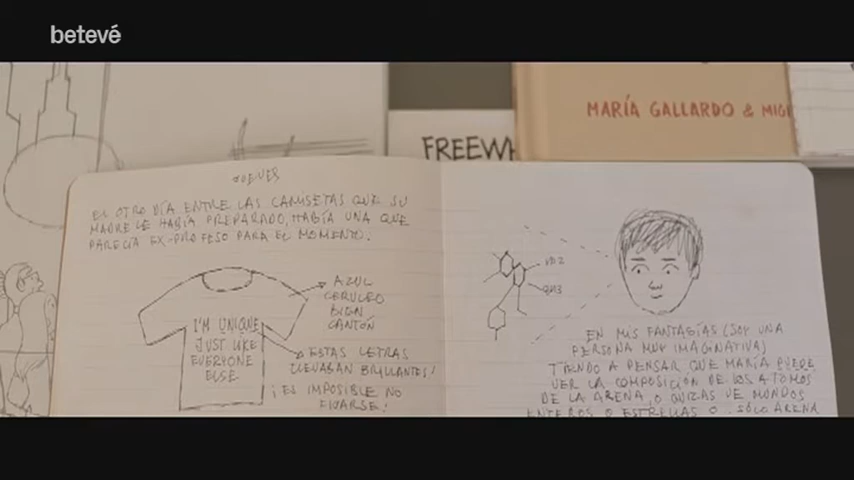 betevé
MARÍA GALLARDO & MIG
FREEWH
JUEVES
EL OTRO DÍA ENTRE LAS CAMISETAS QUE SU
MADRE LE HABÍA PREPARADO, HABÍA UNA QUE
PARECÍA EX-PROFESO PARA EL MOMENTO.
AZUL
CERULEO
BIEN
CANTÓN
I'M UNIQUE
JUST LIKE
EVERYONE
ELSE
ESTAS LETRAS
LLEVABAN BRILLANTES!
¡ES IMPOSIBLE NO
FIJARSE!
EN MIS FANTASÍAS (SOY UNA
PERSONA MUY IMAGINATIVA)
TIENDO A PENSAR QUE MARÍA PUEDE
VER LA COMPOSICIÓN DE LOS ATOMOS
DE LA ARENA, O QUIZAS VE MUNDOS
ENTEROS O ESTRELLAS O SÓLO ARENA